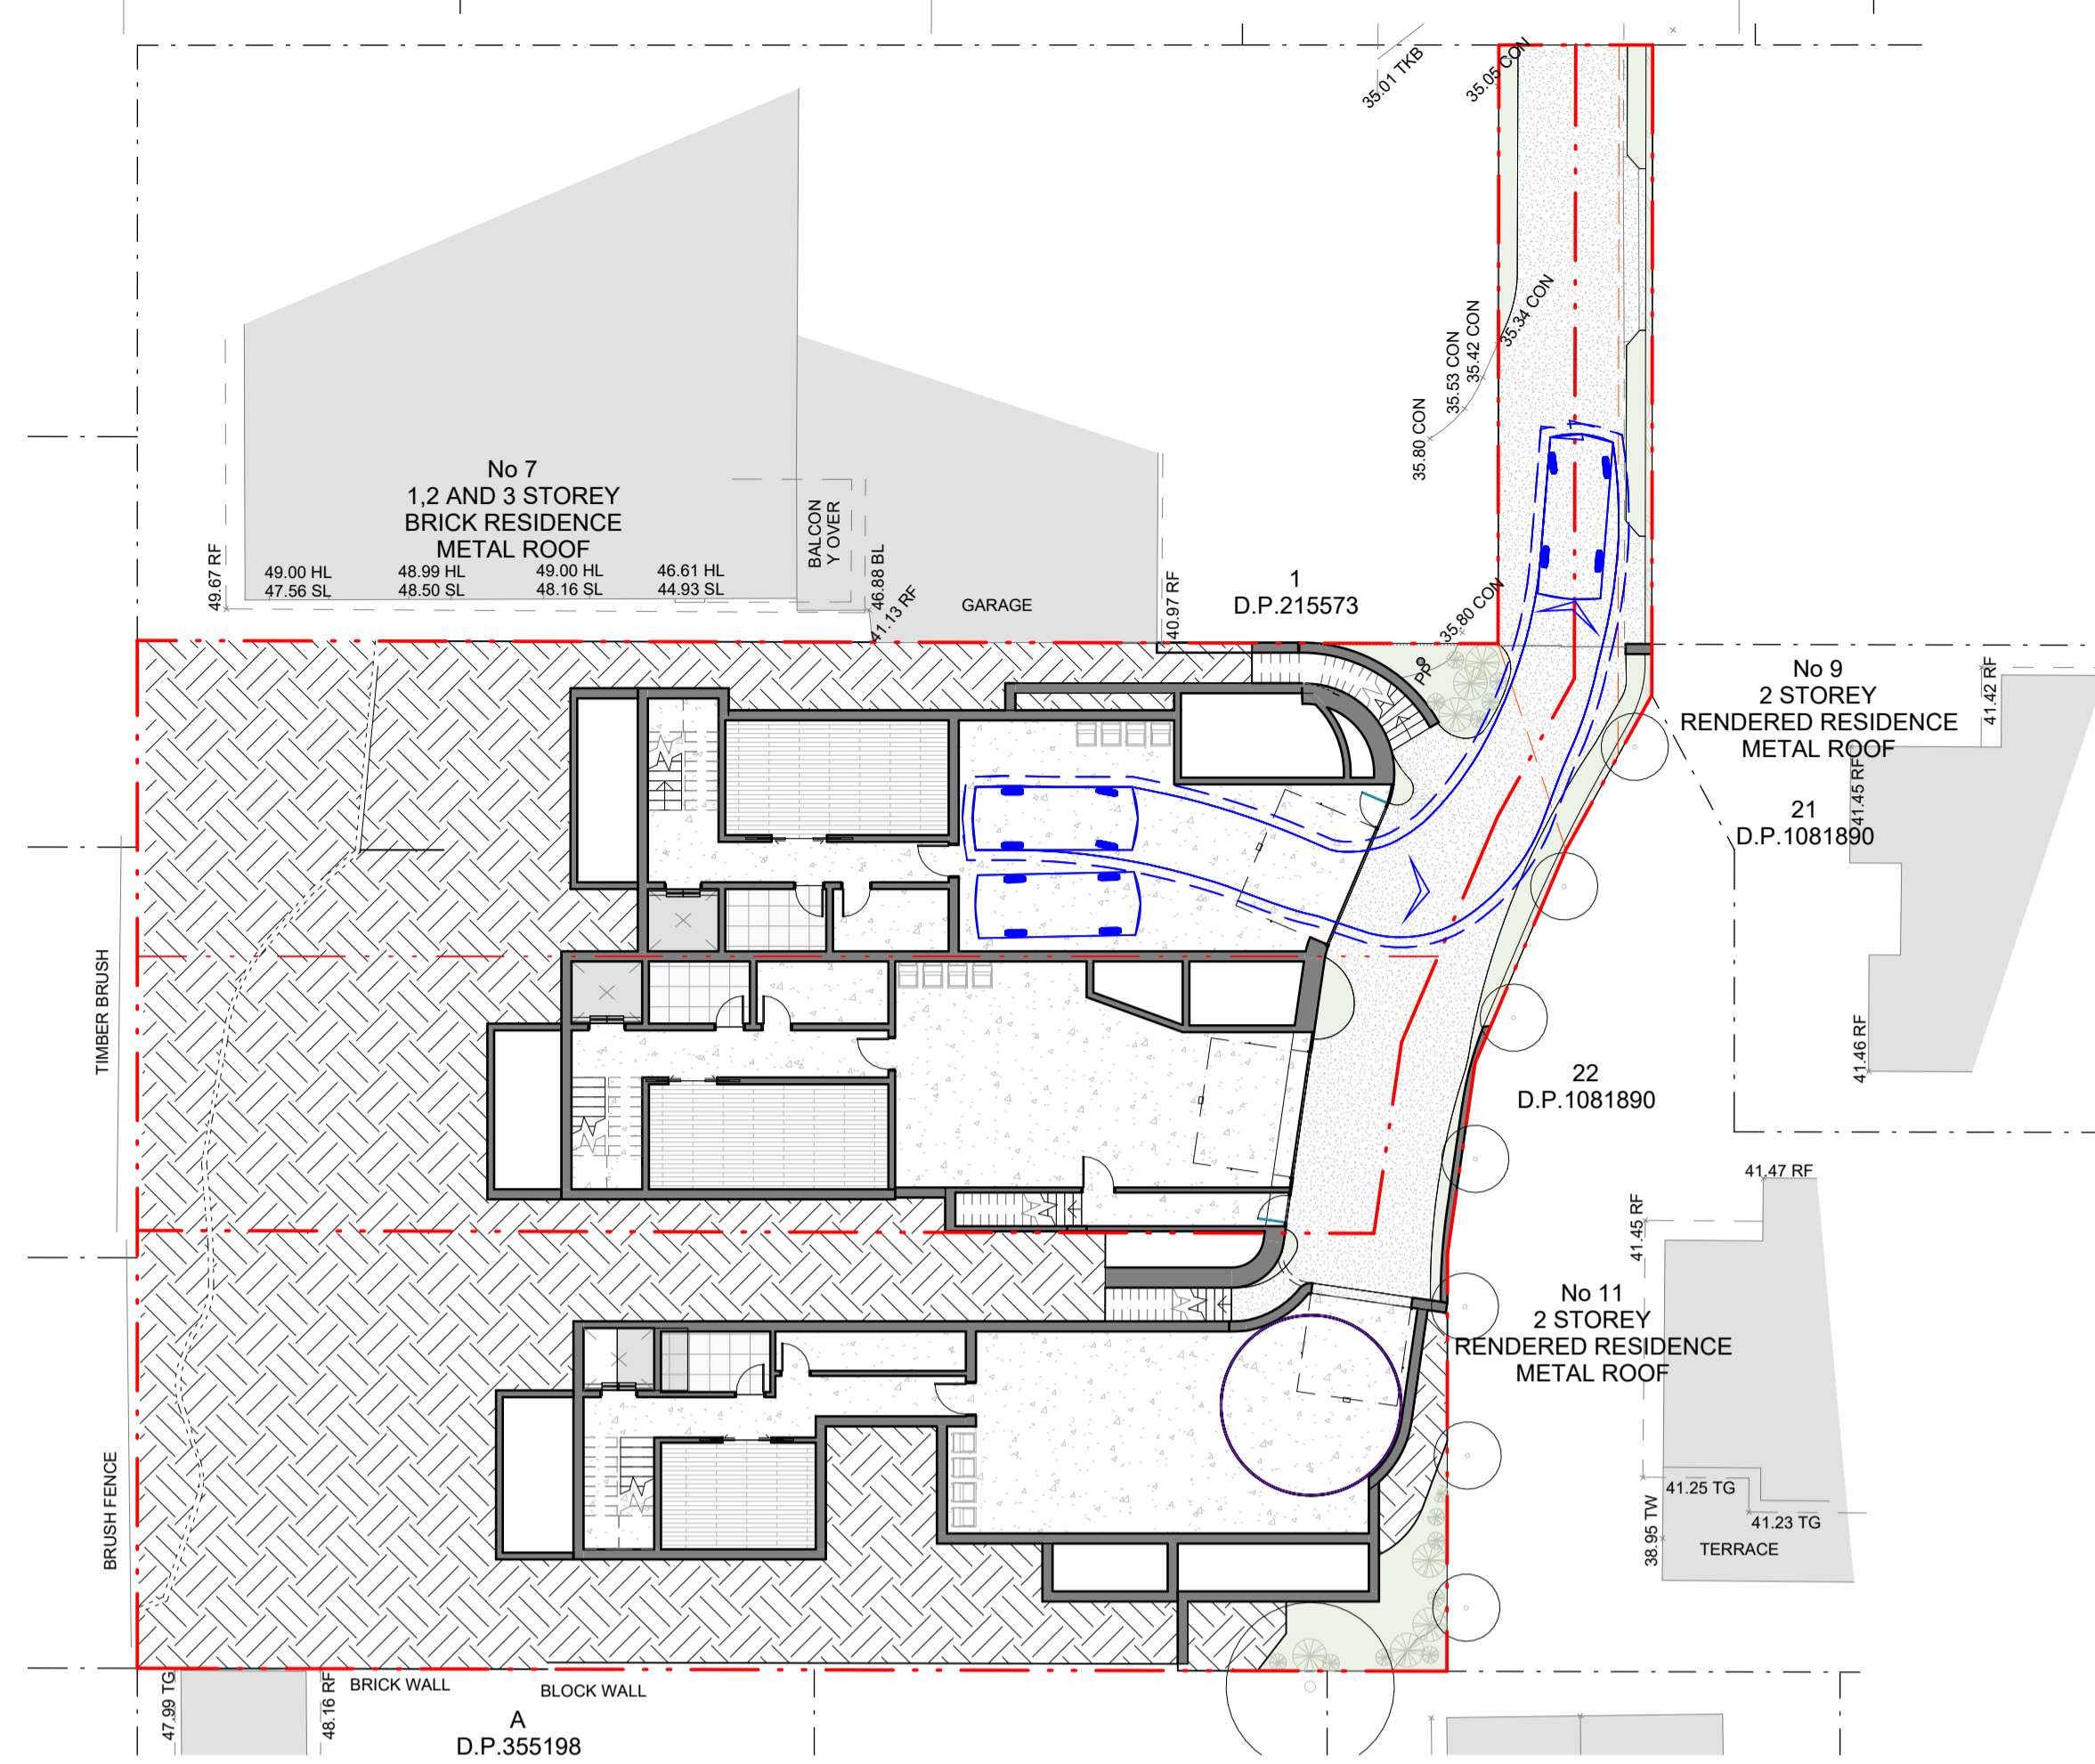 35.01 TKB
35.05 CON
35.34 CON
35.42 CON
35.53 CON
35.80 CON
No 7
1,2 AND 3 STOREY
BRICK RESIDENCE
METAL ROOF
49.67 RF
49.00 HL
47.56 SL
48.99 HL
48.50 SL
49.00 HL
48.16 SL
46.61 HL
44.93 SL
BALCON
Y OVER
46.88 BL
41.13 RF
GARAGE
40.97 RF
1
D.P.215573
35.80 CON
PP
No 9
2 STOREY
RENDERED RESIDENCE
METAL ROOF
41.42 RF
41.45 RF
21
D.P.1081890
41.46 RF
TIMBER BRUSH
22
D.P.1081890
41.47 RF
41.45 RF
No 11
2 STOREY
RENDERED RESIDENCE
METAL ROOF
BRUSH FENCE
41.25 TG
41.23 TG
38.95 TW
TERRACE
47.99 TG
48.16 RF
BRICK WALL
BLOCK WALL
A
D.P.355198